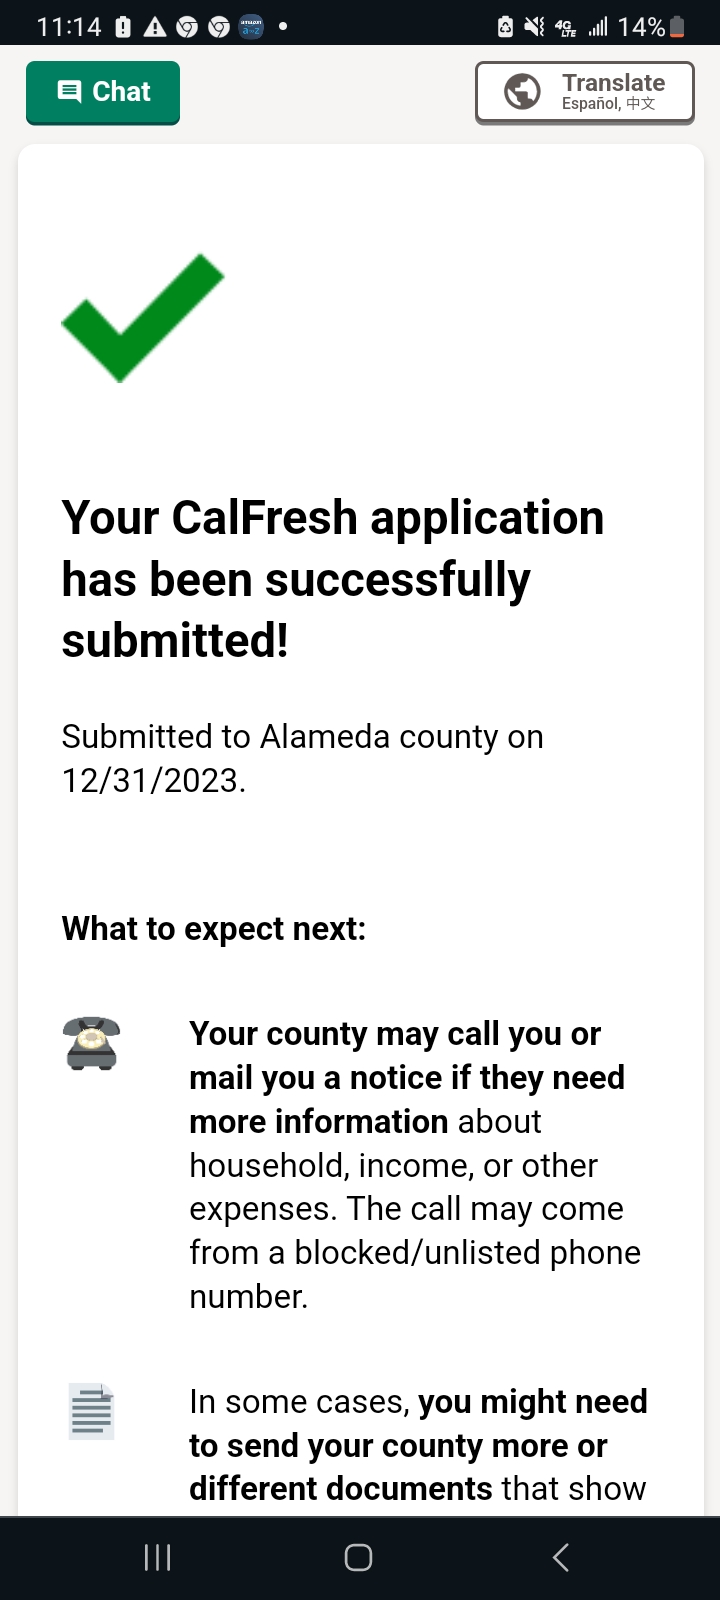 11:14
amazon
a to z
4G
LTE
14%
Chat
Translate
Español, 中文
Your CalFresh application
has been successfully
submitted!
Submitted to Alameda county on
12/31/2023.
What to expect next:
Your county may call you or
mail you a notice if they need
more information about
household, income, or other
expenses. The call may come
from a blocked/unlisted phone
number.
In some cases, you might need
to send your county more or
different documents that show